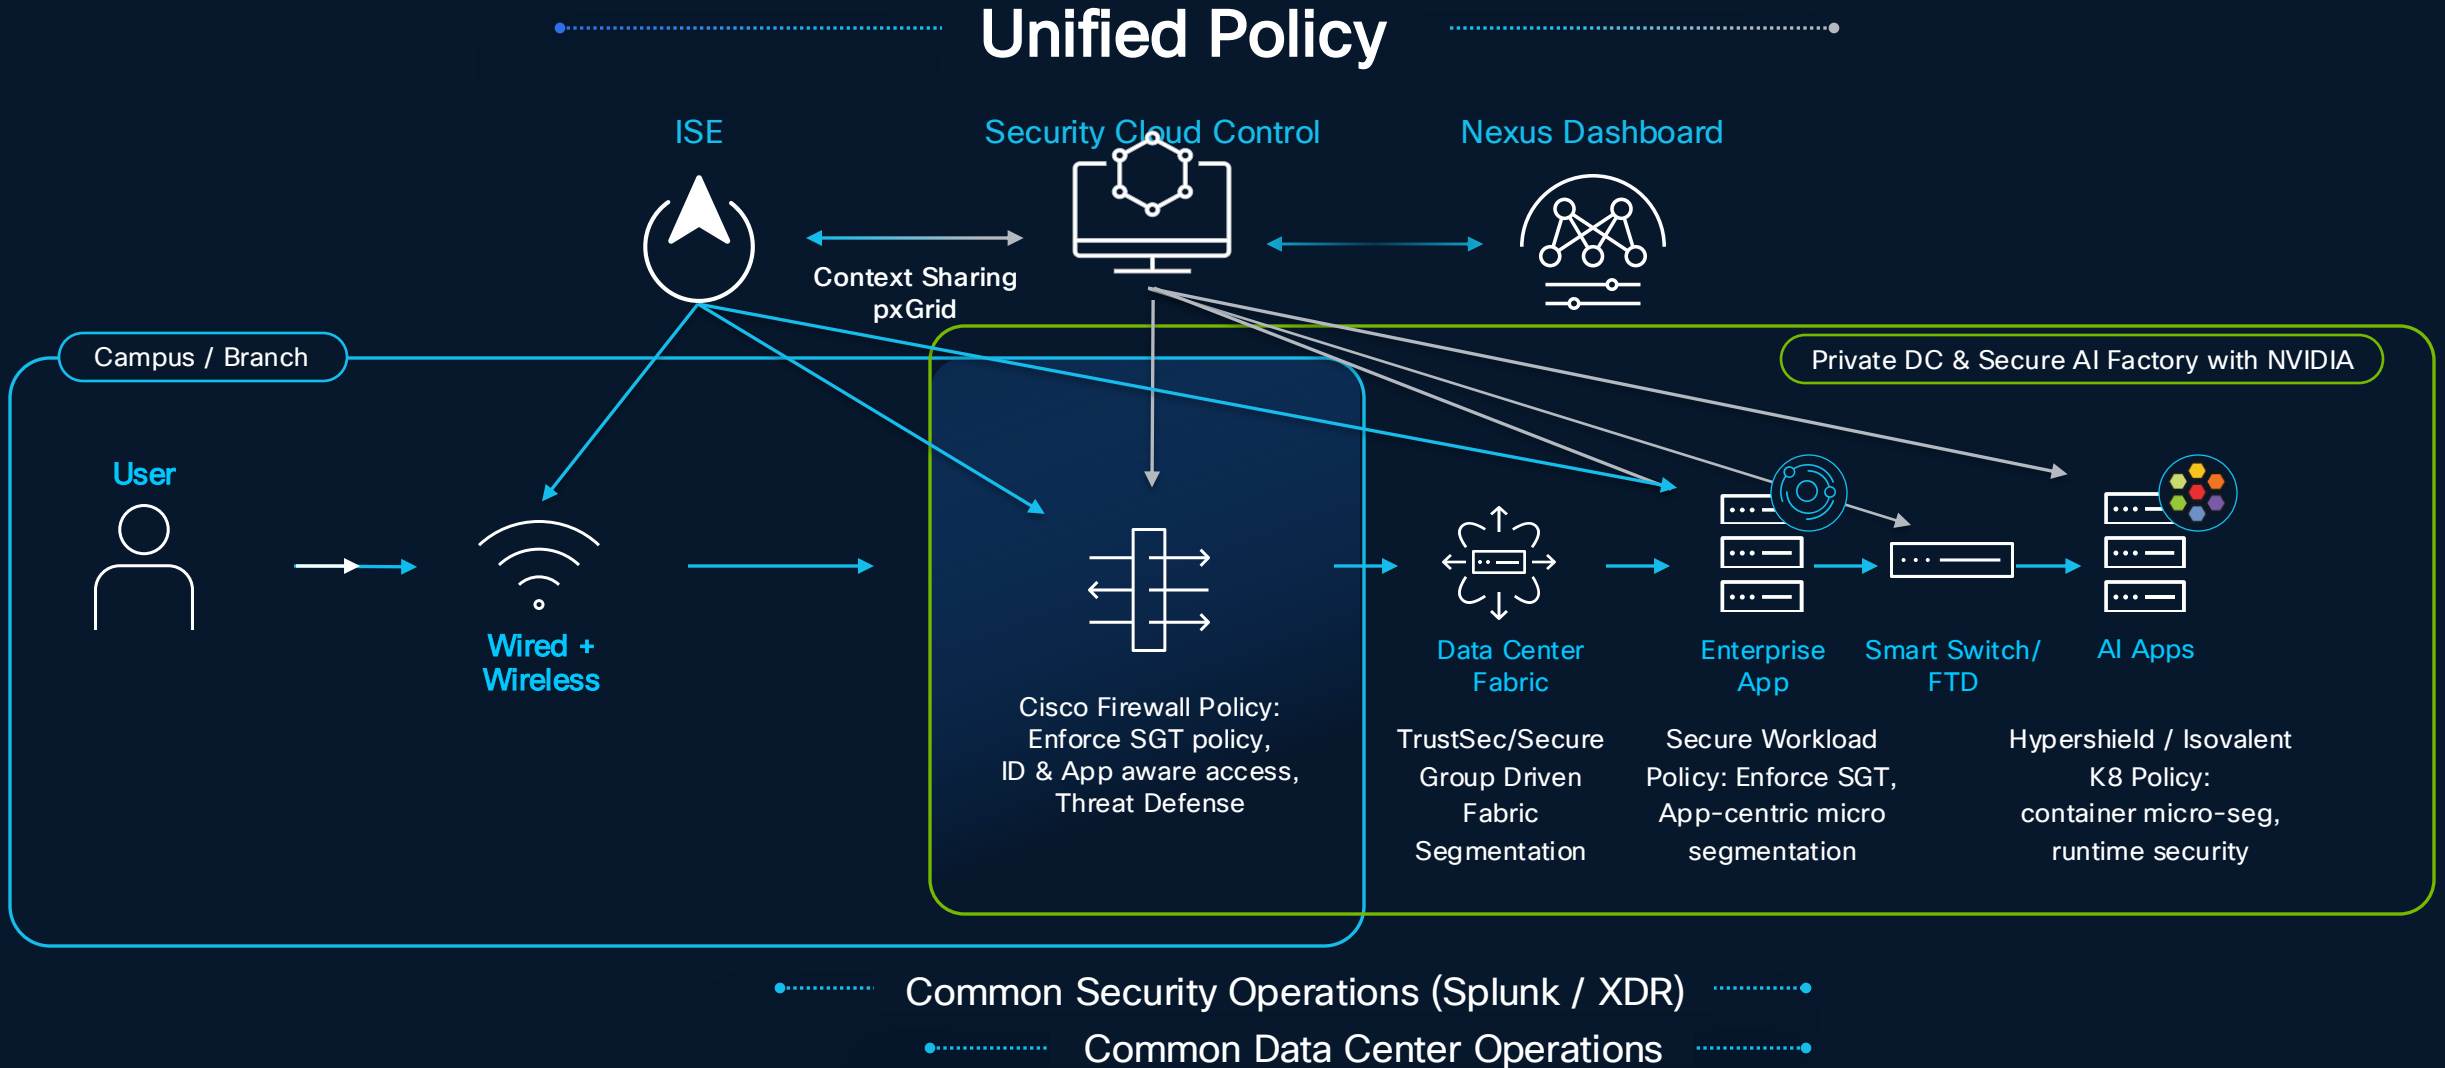 Unified Policy
ISE
Security Cloud Control
Nexus Dashboard
Context Sharing
pxGrid
Campus / Branch
Private DC & Secure AI Factory with NVIDIA
User
Wired +
Wireless
Cisco Firewall Policy:
Enforce SGT policy,
ID & App aware access,
Threat Defense
Data Center
Fabric
TrustSec/Secure
Group Driven
Fabric
Segmentation
Enterprise
App
Secure Workload
Policy: Enforce SGT,
App-centric micro
segmentation
Smart Switch/
FTD
AI Apps
Hypershield / Isovalent
K8 Policy:
container micro-seg,
runtime security
Common Security Operations (Splunk / XDR)
Common Data Center Operations